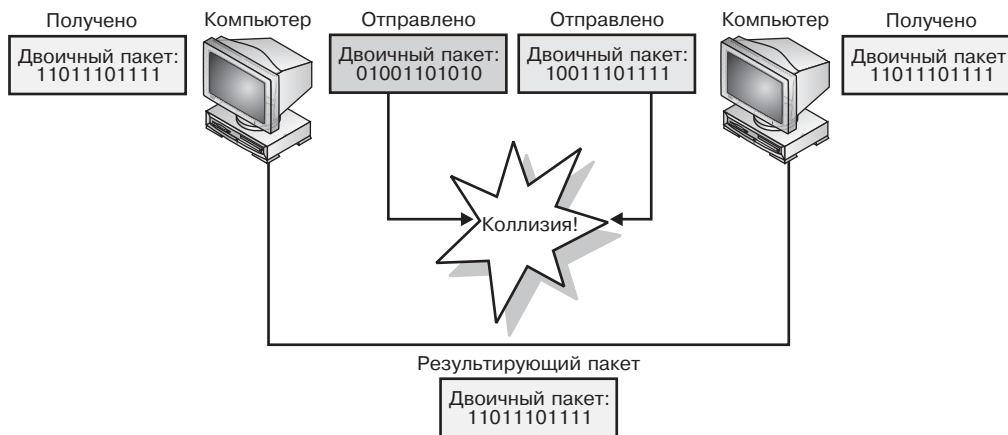 Получено
Компьютер
Отправлено
Отправлено
Компьютер
Получено
Двоичный пакет:
11011101111
Двоичный пакет:
01001101010
Двоичный пакет:
10011101111
Двоичный пакет
11011101111
Коллизия!
Результирующий пакет
Двоичный пакет:
11011101111